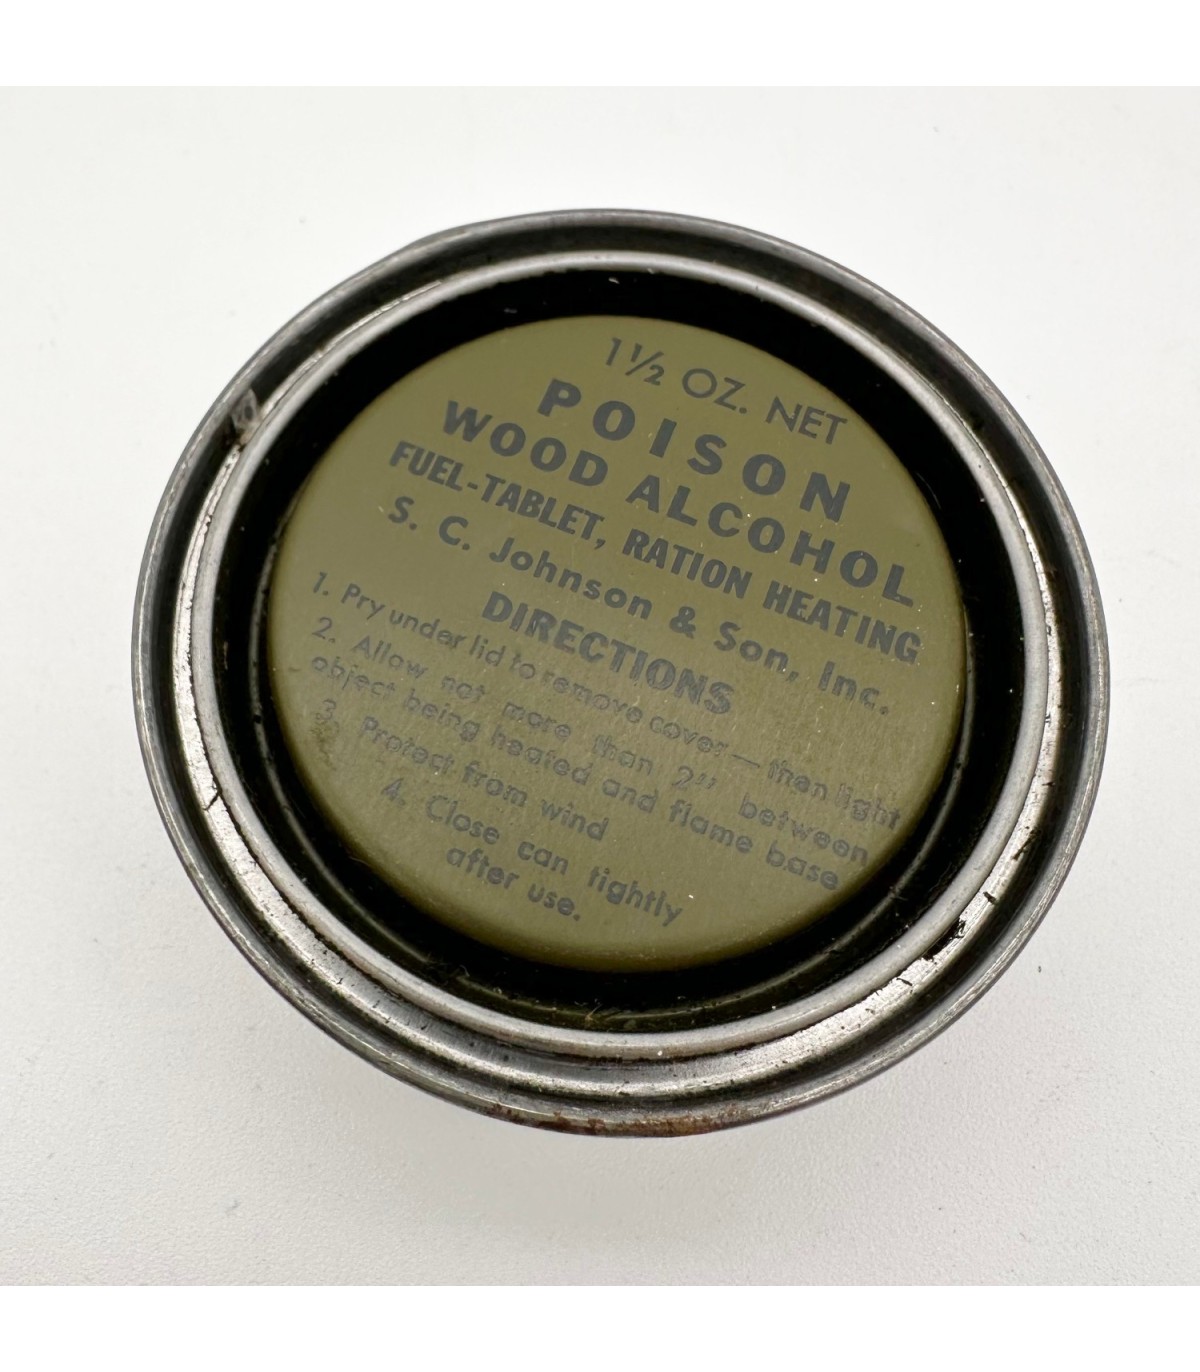 1 ½ OZ. NET
POISON
WOOD ALCOHOL
FUEL-TABLET, RATION HEATING
S. C. Johnson & Son, Inc.
DIRECTIONS
1. Pry under lid to remove cover — then light
2. Allow not more than 2" between
object being heated and flame base
3. Protect from wind
4. Close can tightly
after use.